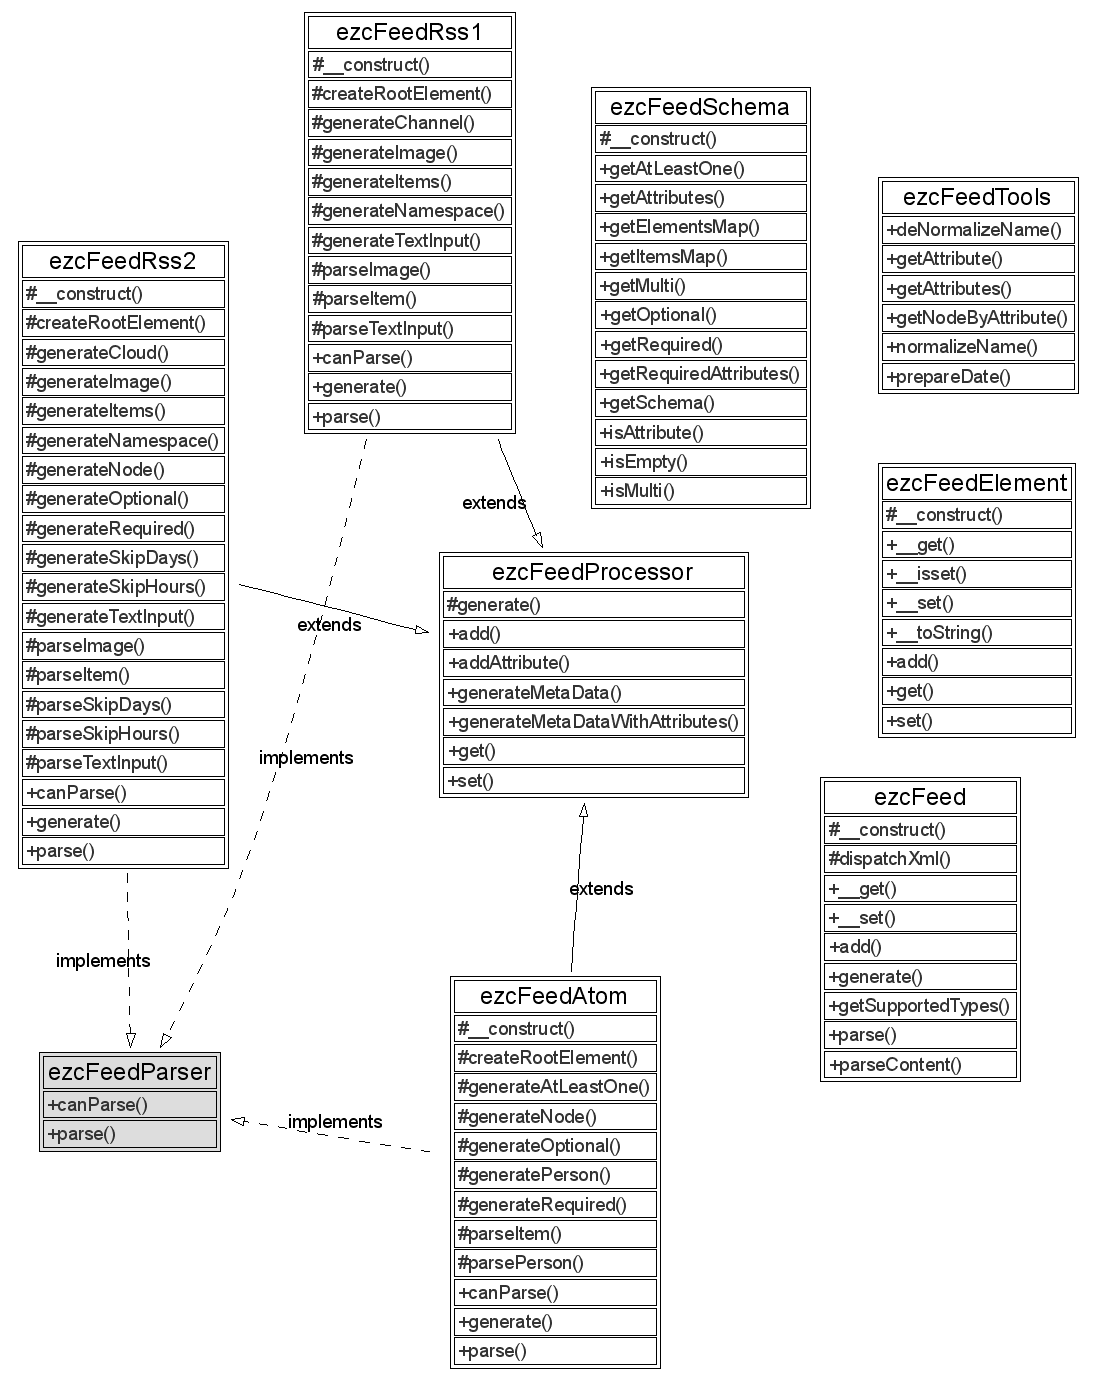 ezcFeedRss1
#__construct()
#createRootElement()
#generateChannel()
#generateImage()
#generateItems()
#generateNamespace()
#generateTextInput()
#parseImage()
#parseItem()
#parseTextInput()
+canParse()
+generate()
+parse()
ezcFeedSchema
#__construct()
+getAtLeastOne()
+getAttributes()
+getElementsMap()
+getItemsMap()
+getMulti()
+getOptional()
+getRequired()
+getRequiredAttributes()
+getSchema()
+isAttribute()
+isEmpty()
+isMulti()
ezcFeedTools
+deNormalizeName()
+getAttribute()
+getAttributes()
+getNodeByAttribute()
+normalizeName()
+prepareDate()
ezcFeedRss2
#__construct()
#createRootElement()
#generateCloud()
#generateImage()
#generateItems()
#generateNamespace()
#generateNode()
#generateOptional()
#generateRequired()
#generateSkipDays()
#generateSkipHours()
#generateTextInput()
#parseImage()
#parseItem()
#parseSkipDays()
#parseSkipHours()
#parseTextInput()
+canParse()
+generate()
+parse()
ezcFeedElement
#__construct()
+__get()
+__isset()
+__set()
+__toString()
+add()
+get()
+set()
extends
extends
implements
ezcFeedProcessor
#generate()
+add()
+addAttribute()
+generateMetaData()
+generateMetaDataWithAttributes()
+get()
+set()
ezcFeed
#__construct()
#dispatchXml()
+__get()
+__set()
+add()
+generate()
+getSupportedTypes()
+parse()
+parseContent()
extends
implements
ezcFeedAtom
#__construct()
#createRootElement()
#generateAtLeastOne()
#generateNode()
#generateOptional()
#generatePerson()
#generateRequired()
#parseItem()
#parsePerson()
+canParse()
+generate()
+parse()
ezcFeedParser
+canParse()
+parse()
implements